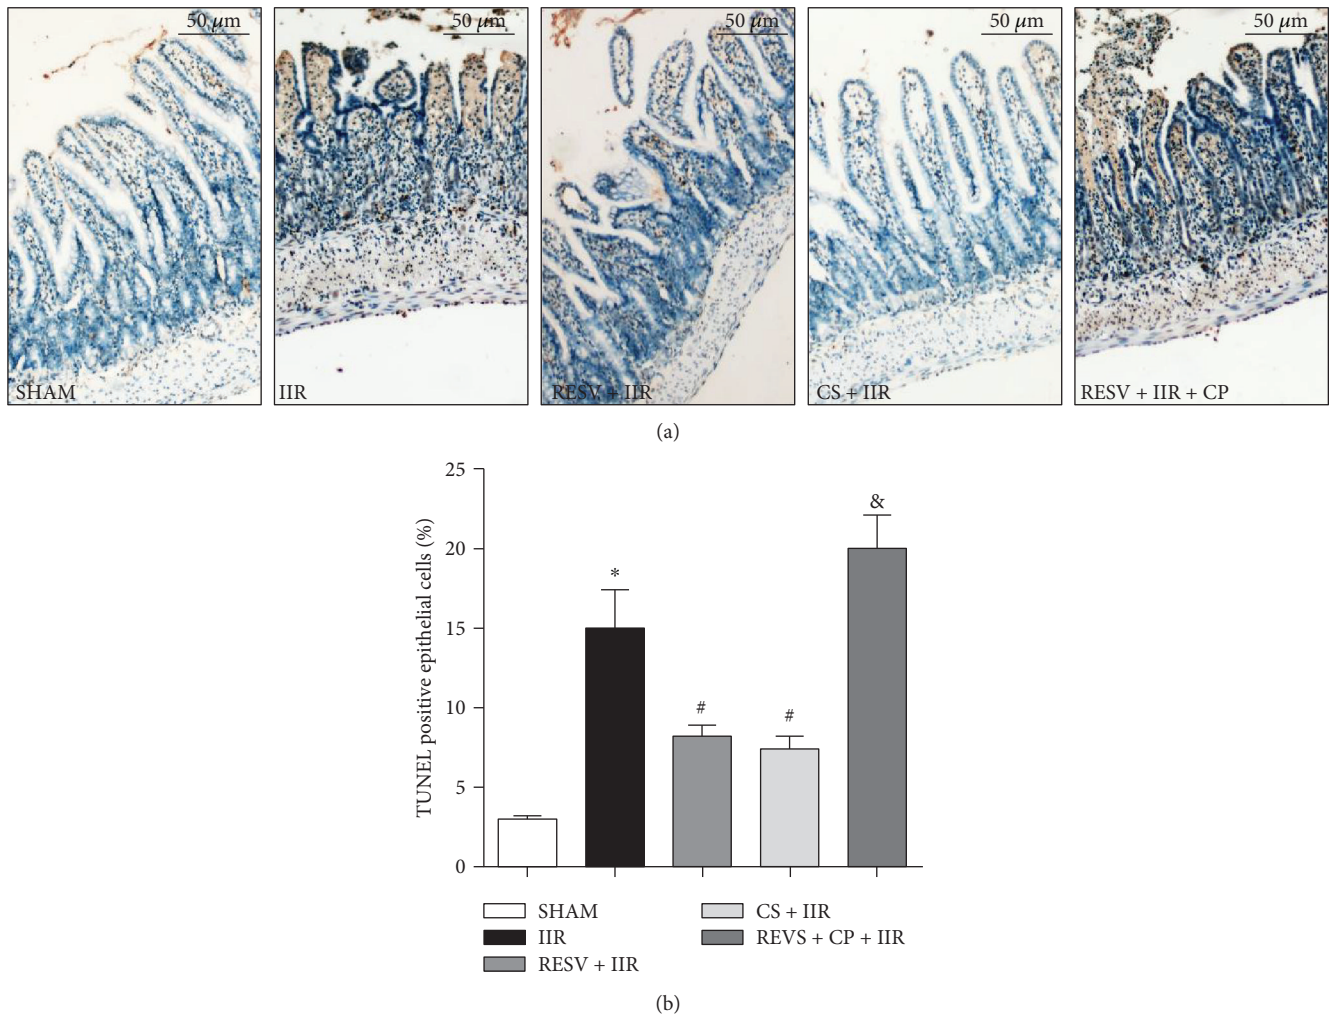 50 μm
50 μm
50 μm
50 μm
50 μm
SHAM
IIR
RESV + IIR
CS + IIR
RESV + IIR + CP
(a)
25
20
15
10
5
0
TUNEL positive epithelial cells (%)
*
#
#
&
SHAM
IIR
RESV + IIR
CS + IIR
REVS + CP + IIR
(b)